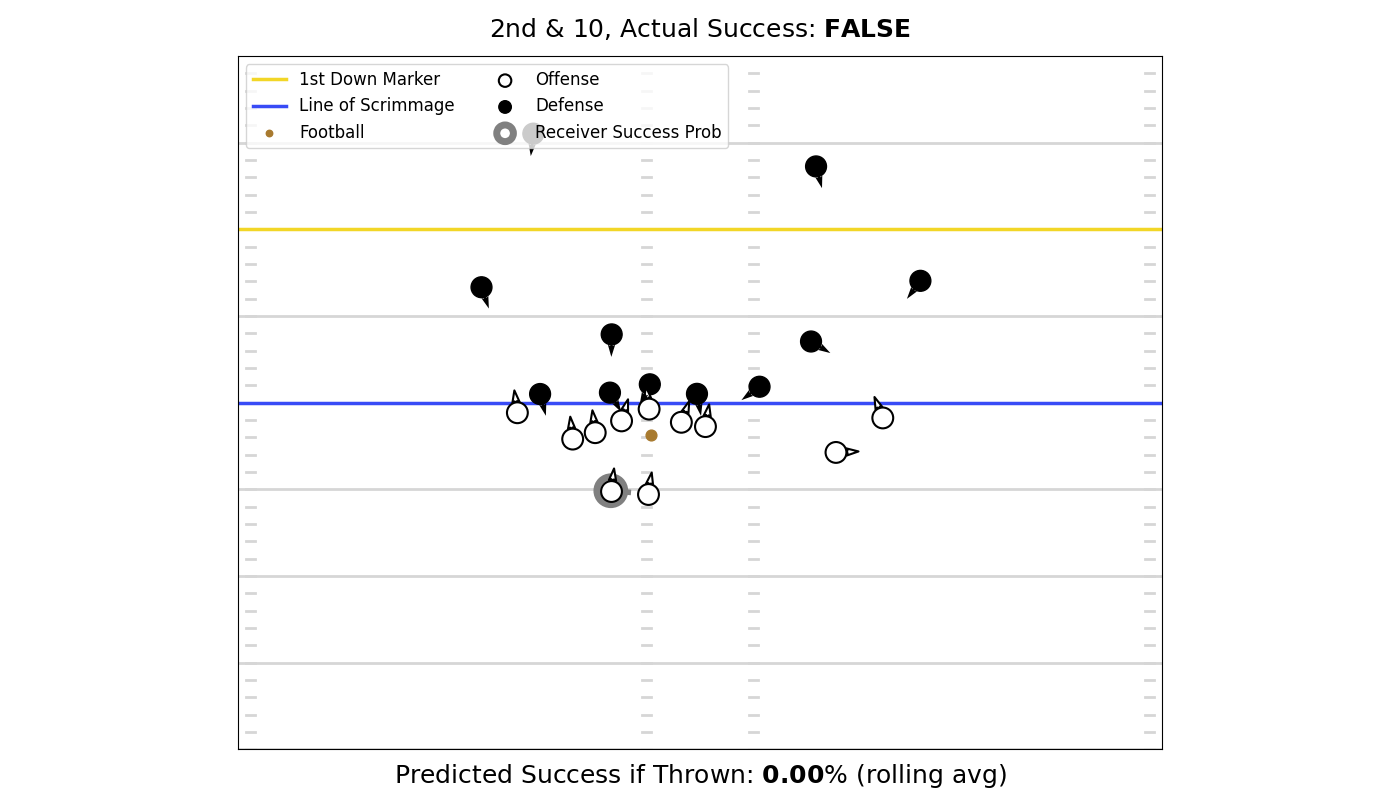 2nd & 10, Actual Success: FALSE
1st Down Marker
Line of Scrimmage
Football
Offense
Defense
Receiver Success Prob
Predicted Success if Thrown: 0.00% (rolling avg)